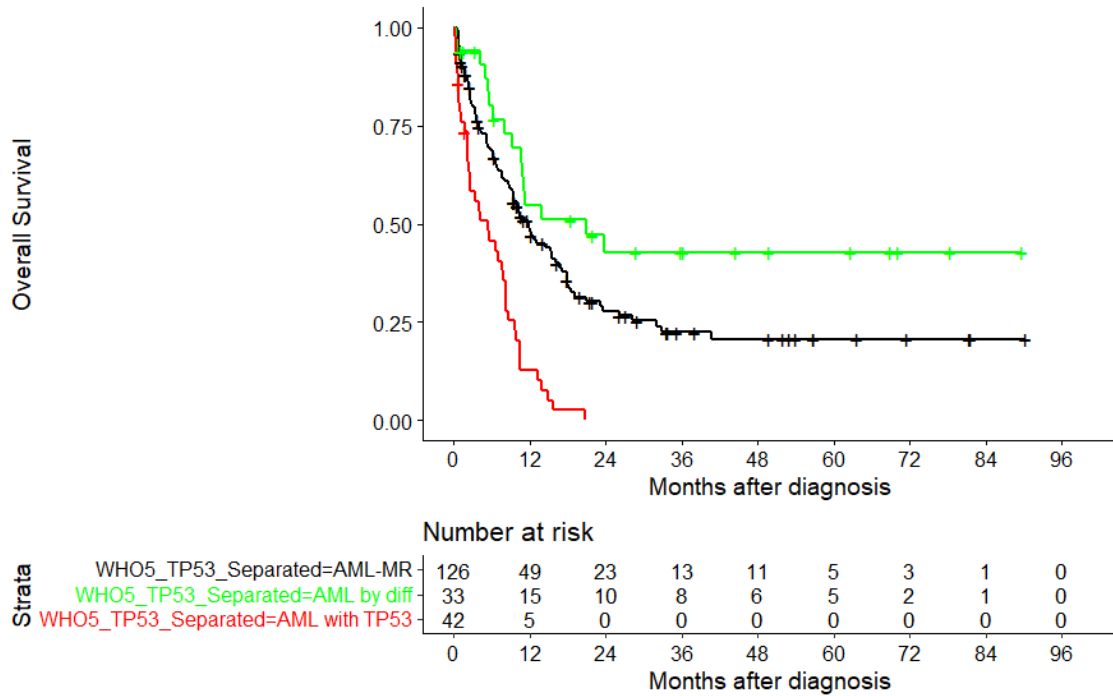 Overall Survival
1.00
0.75
0.50
0.25
0.00
0 12 24 36 48 60 72 84 96
Months after diagnosis
Number at risk
Strata
WHO5_TP53_Separated=AML-MR 126 49 23 13 11 5 3 1 0
WHO5_TP53_Separated=AML by diff 33 15 10 8 6 5 2 1 0
WHO5_TP53_Separated=AML with TP53 42 5 0 0 0 0 0 0 0
0 12 24 36 48 60 72 84 96
Months after diagnosis